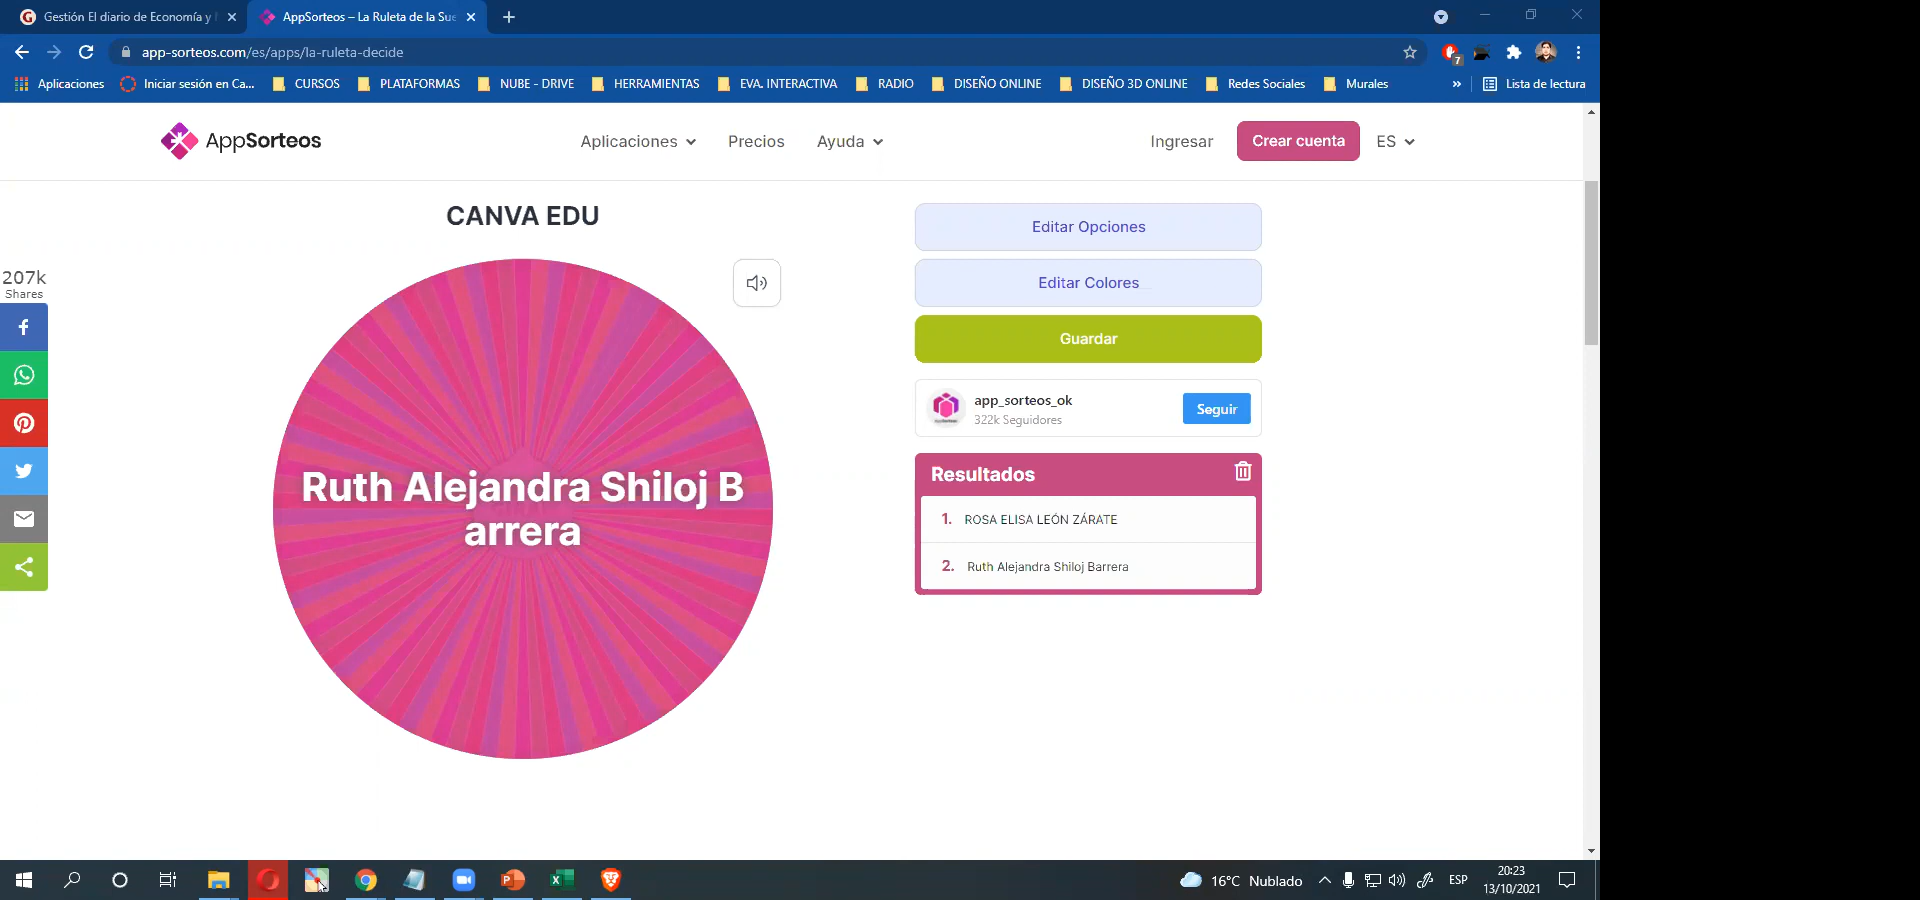 Gestión El diario de Economía y
AppSorteos – La Ruleta de la Sue
app-sorteos.com/es/apps/la-ruleta-decide
7
Aplicaciones
Iniciar sesión en Ca...
CURSOS
PLATAFORMAS
NUBE - DRIVE
HERRAMIENTAS
EVA. INTERACTIVA
RADIO
DISEÑO ONLINE
DISEÑO 3D ONLINE
Redes Sociales
Murales
»
Lista de lectura
AppSorteos
Aplicaciones
Precios
Ayuda
Ingresar
Crear cuenta
ES
CANVA EDU
207k
Shares
Ruth Alejandra Shiloj B
arrera
Editar Opciones
Editar Colores
Guardar
app_sorteos_ok
322k Seguidores
Seguir
Resultados
1. ROSA ELISA LEÓN ZÁRATE
2. Ruth Alejandra Shiloj Barrera
16°C Nublado
ESP
20:23
13/10/2021